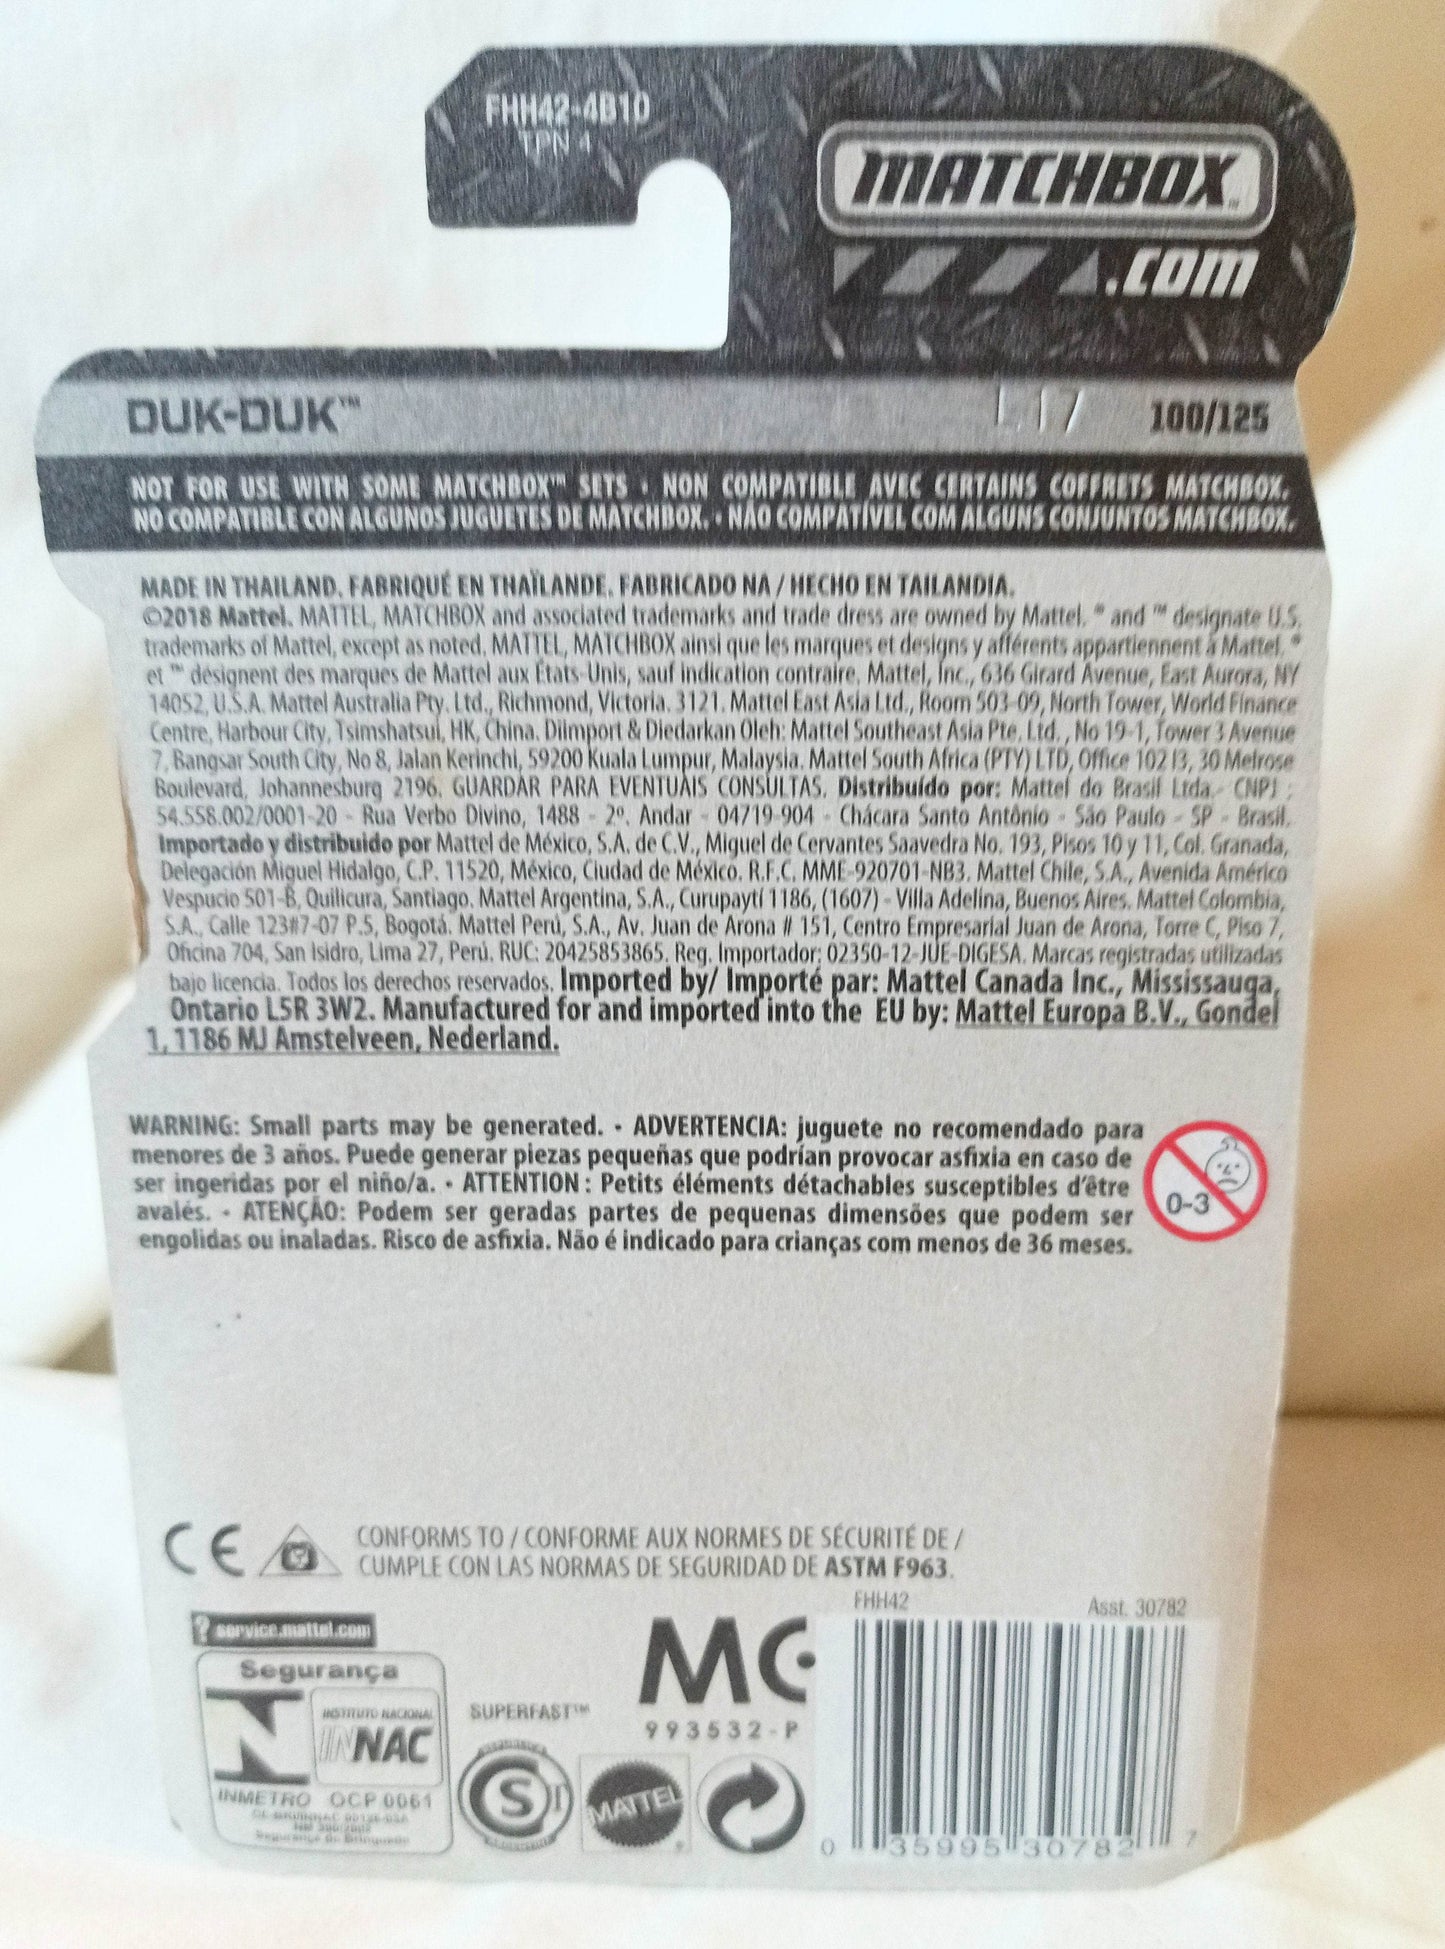 FHH42-4B10
TPN 4
MATCHBOX™
.com
DUK-DUK™ L17 100/125
NOT FOR USE WITH SOME MATCHBOX™ SETS • NON COMPATIBLE AVEC CERTAINS COFFRETS MATCHBOX.
NO COMPATIBLE CON ALGUNOS JUGUETES DE MATCHBOX. • NÃO COMPATÍVEL COM ALGUNS CONJUNTOS MATCHBOX.
MADE IN THAILAND. FABRIQUÉ EN THAÏLANDE. FABRICADO NA / HECHO EN TAILANDIA.
©2018 Mattel. MATTEL, MATCHBOX and associated trademarks and trade dress are owned by Mattel. ® and ™ designate U.S.
trademarks of Mattel, except as noted. MATTEL, MATCHBOX ainsi que les marques et designs y afférents appartiennent à Mattel. ®
et ™ désignent des marques de Mattel aux États-Unis, sauf indication contraire. Mattel, Inc., 636 Girard Avenue, East Aurora, NY
14052, U.S.A. Mattel Australia Pty. Ltd., Richmond, Victoria. 3121. Mattel East Asia Ltd., Room 503-09, North Tower, World Finance
Centre, Harbour City, Tsimshatsui, HK, China. Diimport & Diedarkan Oleh: Mattel Southeast Asia Pte. Ltd. , No 19-1, Tower 3 Avenue
7, Bangsar South City, No 8, Jalan Kerinchi, 59200 Kuala Lumpur, Malaysia. Mattel South Africa (PTY) LTD, Office 102 I3, 30 Melrose
Boulevard, Johannesburg 2196. GUARDAR PARA EVENTUAIS CONSULTAS. Distribuído por: Mattel do Brasil Ltda.- CNPJ :
54.558.002/0001-20 - Rua Verbo Divino, 1488 - 2º. Andar - 04719-904 - Chácara Santo Antônio - São Paulo - SP - Brasil.
Importado y distribuido por Mattel de México, S.A. de C.V., Miguel de Cervantes Saavedra No. 193, Pisos 10 y 11, Col. Granada,
Delegación Miguel Hidalgo, C.P. 11520, México, Ciudad de México. R.F.C. MME-920701-NB3. Mattel Chile, S.A., Avenida Américo
Vespucio 501-B, Quilicura, Santiago. Mattel Argentina, S.A., Curupaytí 1186, (1607) - Villa Adelina, Buenos Aires. Mattel Colombia,
S.A., Calle 123#7-07 P.5, Bogotá. Mattel Perú, S.A., Av. Juan de Arona # 151, Centro Empresarial Juan de Arona, Torre C, Piso 7,
Oficina 704, San Isidro, Lima 27, Perú. RUC: 20425853865. Reg. Importador: 02350-12-JUE-DIGESA. Marcas registradas utilizadas
bajo licencia. Todos los derechos reservados. Imported by/ Importé par: Mattel Canada Inc., Mississauga,
Ontario L5R 3W2. Manufactured for and imported into the EU by: Mattel Europa B.V., Gondel
1, 1186 MJ Amstelveen, Nederland.
WARNING: Small parts may be generated. • ADVERTENCIA: juguete no recomendado para
menores de 3 años. Puede generar piezas pequeñas que podrían provocar asfixia en caso de
ser ingeridas por el niño/a. • ATTENTION : Petits éléments détachables susceptibles d'être
avalés. • ATENÇÃO: Podem ser geradas partes de pequenas dimensões que podem ser
engolidas ou inaladas. Risco de asfixia. Não é indicado para crianças com menos de 36 meses.
0-3
CE
CONFORMS TO / CONFORME AUX NORMES DE SÉCURITÉ DE /
CUMPLE CON LAS NORMAS DE SEGURIDAD DE ASTM F963.
FHH42 Asst. 30782
? service.mattel.com
Segurança
INSTITUTO NACIONAL
INNAC
INMETRO OCP 0061
Segurança do Brinquedo
SUPERFAST™
S
MATTEL
MC
993532-P
0 35995 30782 7